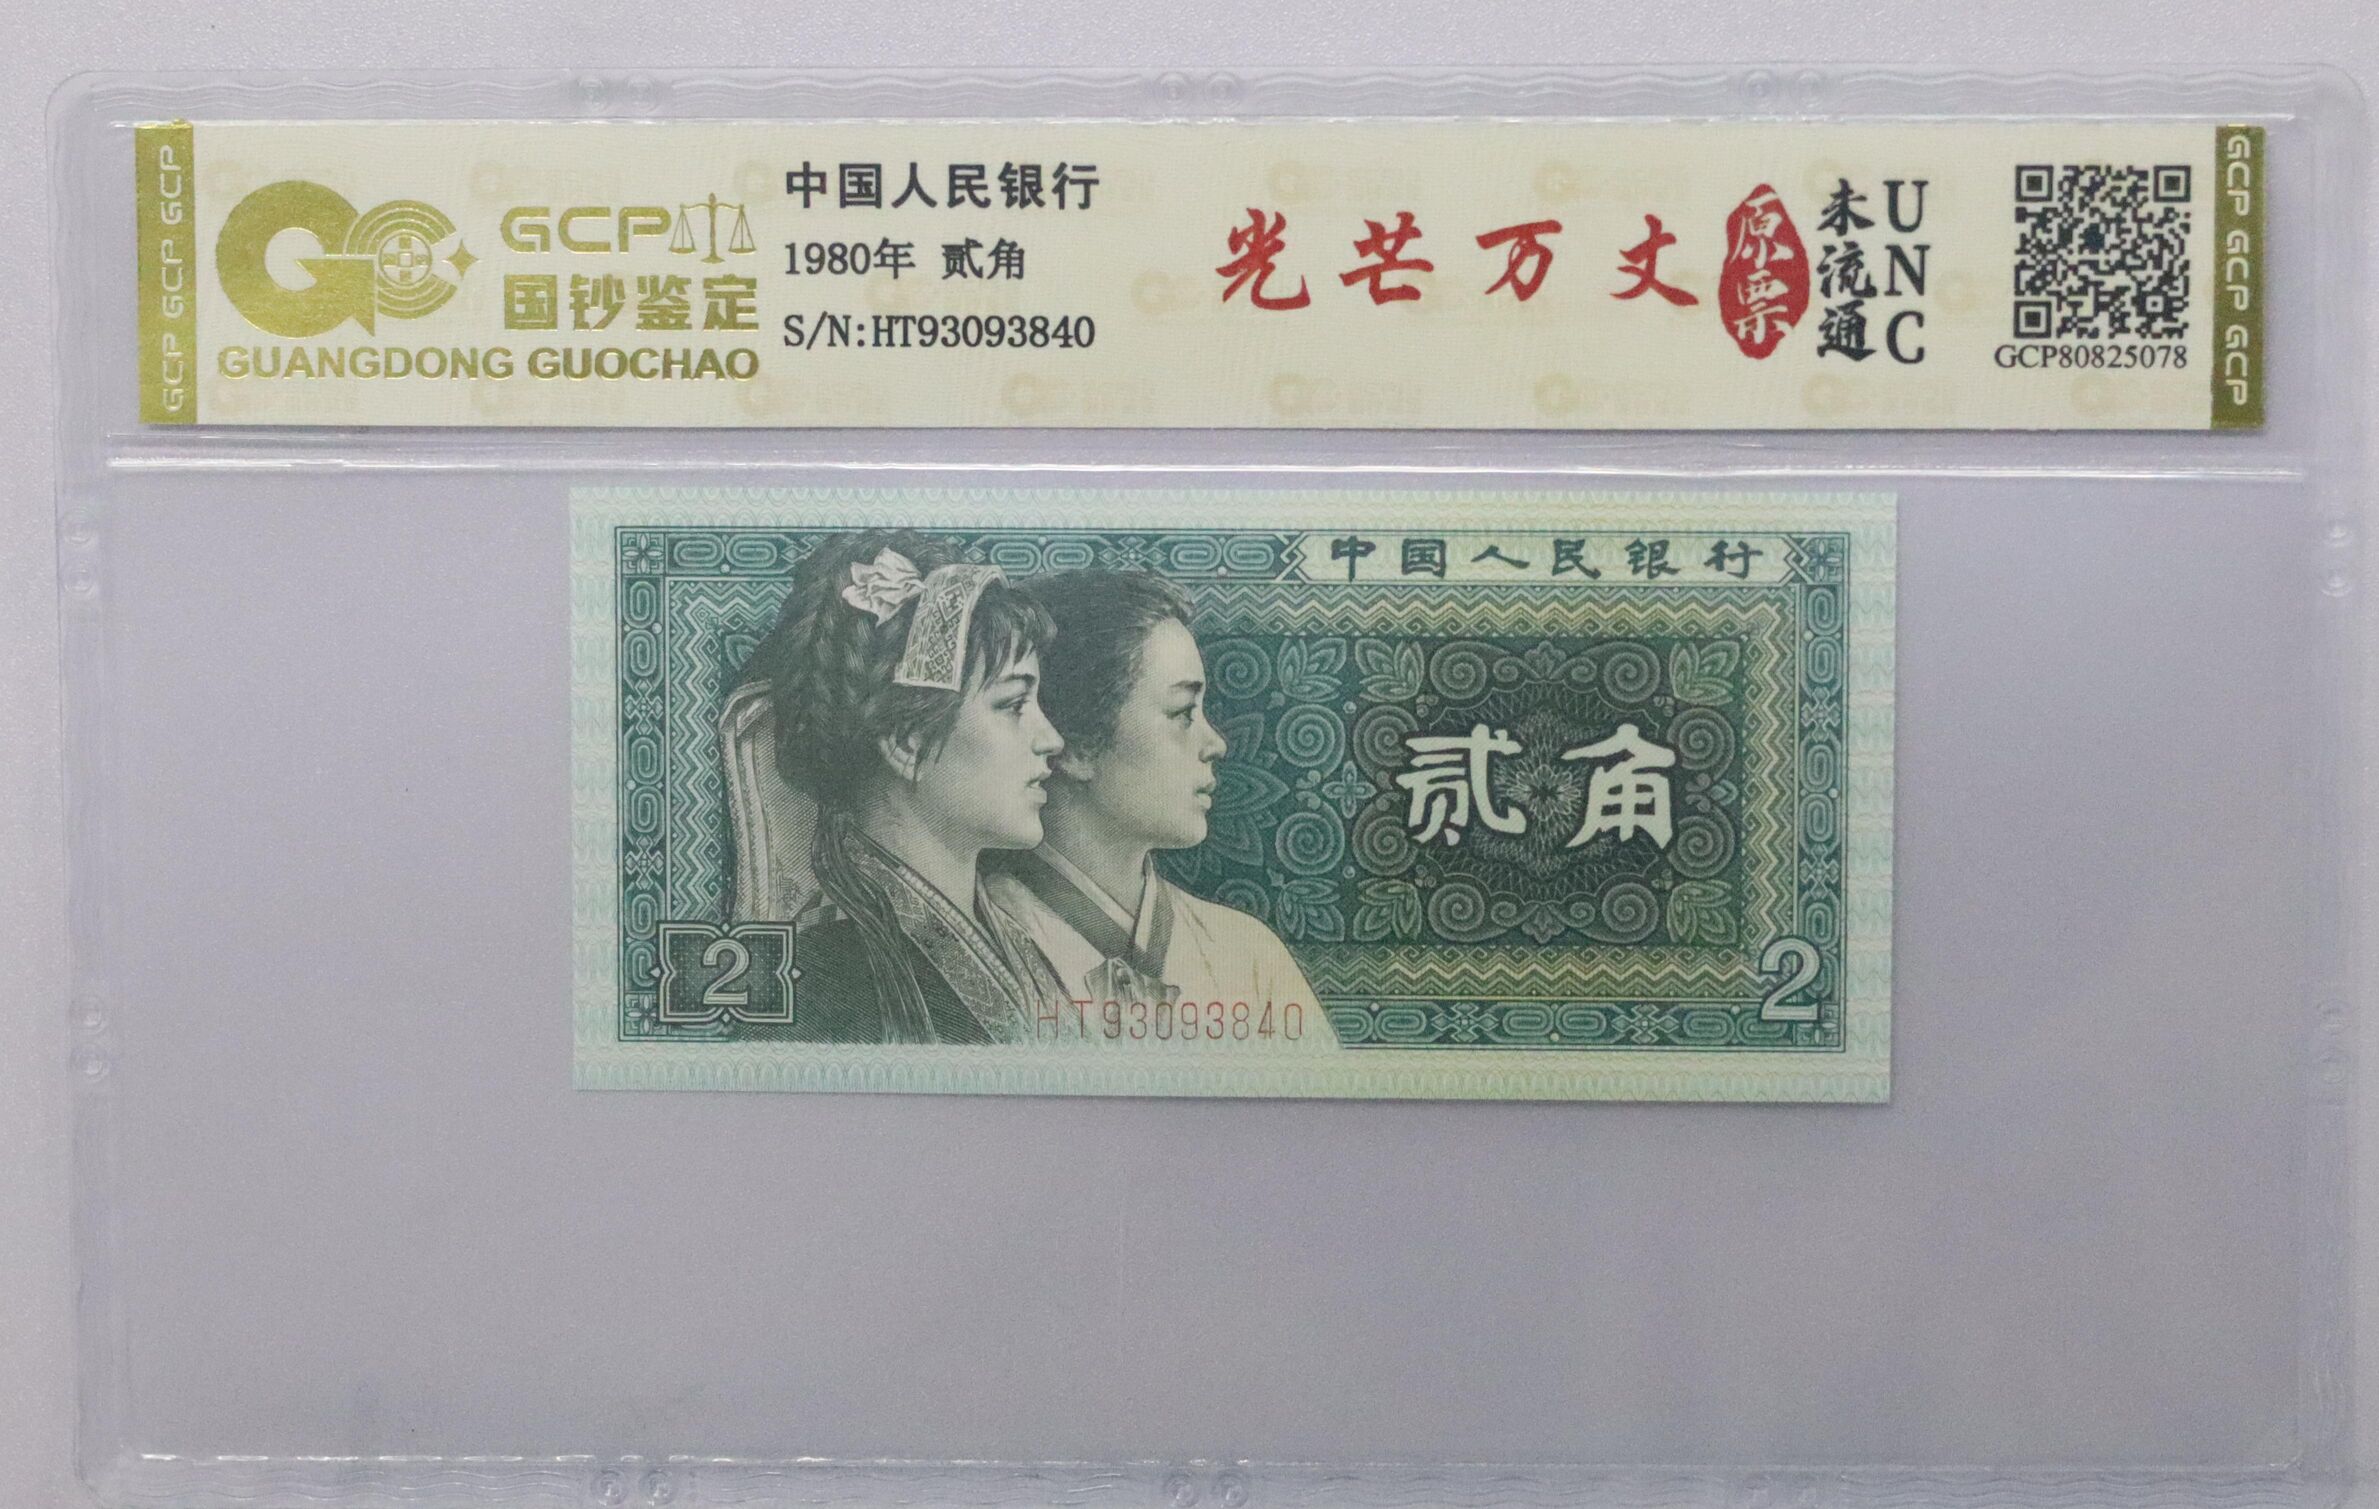 GCP GCP GCP
GCP
国钞鉴定
GUANGDONG GUOCHAO
中国人民银行
1980年 贰角
S/N:HT93093840
光芒万丈
原票
未流通
UNC
GCP80825078
GCP GCP GCP
中国人民银行
贰角
2
2
HT93093840